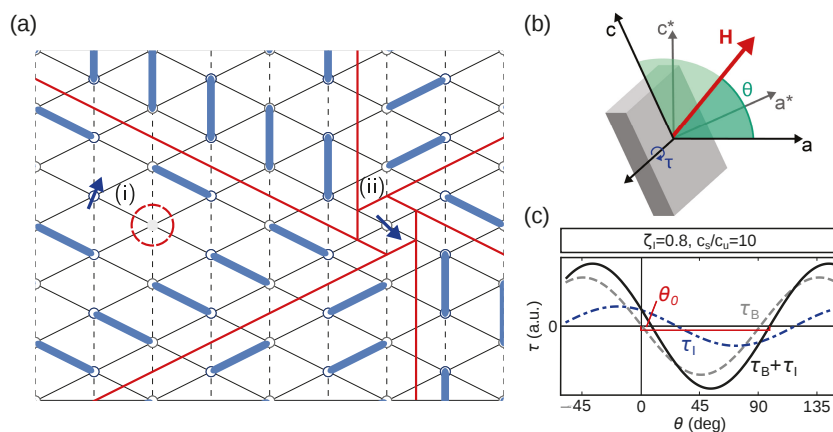 (a)
(i)
(ii)
(b)
c
c*
H
θ
a*
a
τ
(c)
ζI=0.8, cs/cu=10
θ0
τB
τI
τB+τI
0
τ (a.u.)
−45
0
45
90
135
θ (deg)